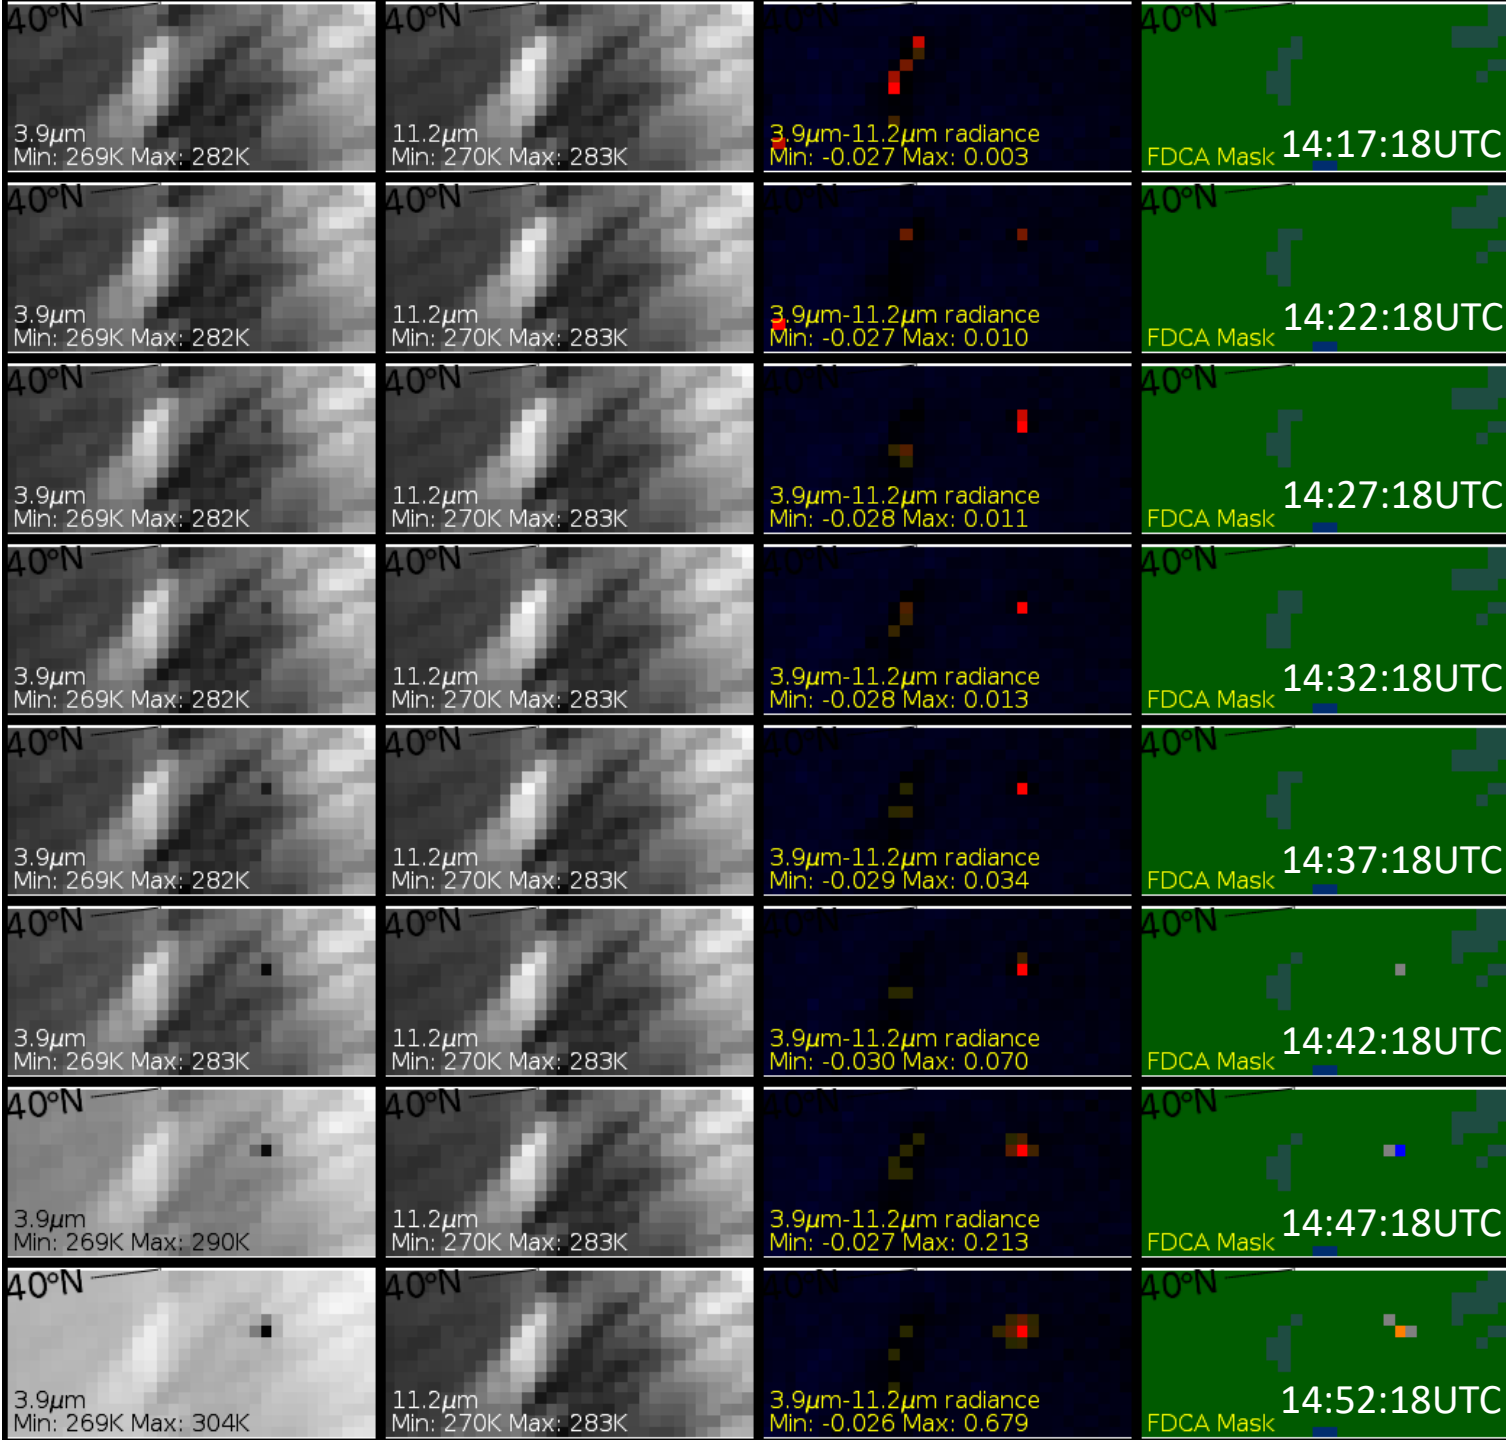 40°N 40°N 40°N 40°N
3.9μm 11.2μm 3.9μm-11.2μm radiance
Min: 269K Max: 282K Min: 270K Max: 283K Min: -0.027 Max: 0.003 FDCA Mask 14:17:18UTC
40°N 40°N 40°N 40°N
3.9μm 11.2μm 3.9μm-11.2μm radiance
Min: 269K Max: 282K Min: 270K Max: 283K Min: -0.027 Max: 0.010 FDCA Mask 14:22:18UTC
40°N 40°N 40°N 40°N
3.9μm 11.2μm 3.9μm-11.2μm radiance
Min: 269K Max: 282K Min: 270K Max: 283K Min: -0.028 Max: 0.011 FDCA Mask 14:27:18UTC
40°N 40°N 40°N 40°N
3.9μm 11.2μm 3.9μm-11.2μm radiance
Min: 269K Max: 282K Min: 270K Max: 283K Min: -0.028 Max: 0.013 FDCA Mask 14:32:18UTC
40°N 40°N 40°N 40°N
3.9μm 11.2μm 3.9μm-11.2μm radiance
Min: 269K Max: 282K Min: 270K Max: 283K Min: -0.029 Max: 0.034 FDCA Mask 14:37:18UTC
40°N 40°N 40°N 40°N
3.9μm 11.2μm 3.9μm-11.2μm radiance
Min: 269K Max: 283K Min: 270K Max: 283K Min: -0.030 Max: 0.070 FDCA Mask 14:42:18UTC
40°N 40°N 40°N 40°N
3.9μm 11.2μm 3.9μm-11.2μm radiance
Min: 269K Max: 290K Min: 270K Max: 283K Min: -0.027 Max: 0.213 FDCA Mask 14:47:18UTC
40°N 40°N 40°N 40°N
3.9μm 11.2μm 3.9μm-11.2μm radiance
Min: 269K Max: 304K Min: 270K Max: 283K Min: -0.026 Max: 0.679 FDCA Mask 14:52:18UTC